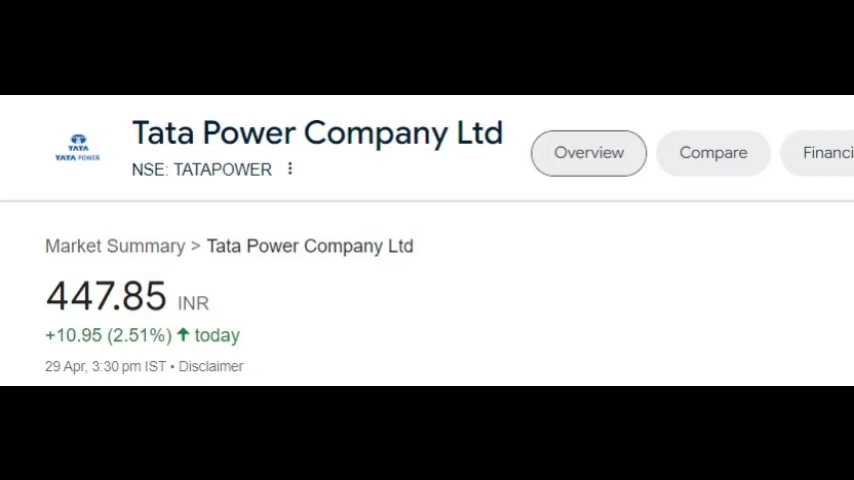 Tata Power Company Ltd
NSE: TATAPOWER
TATA
TATA POWER
Overview
Compare
Financi
Market Summary > Tata Power Company Ltd
447.85 INR
+10.95 (2.51%) ↑ today
29 Apr, 3:30 pm IST • Disclaimer